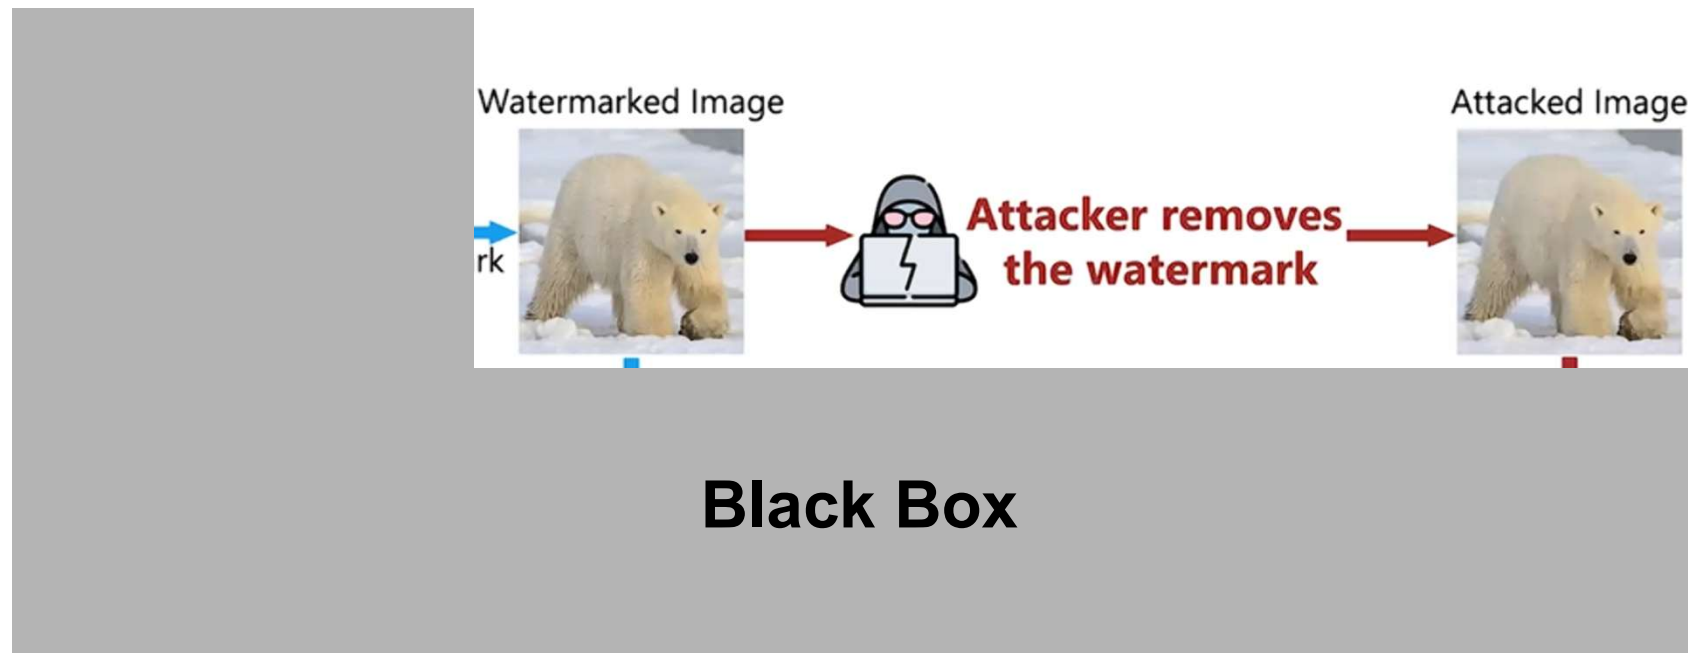 Watermarked Image
Attacked Image
rk
Attacker removes
the watermark
Black Box